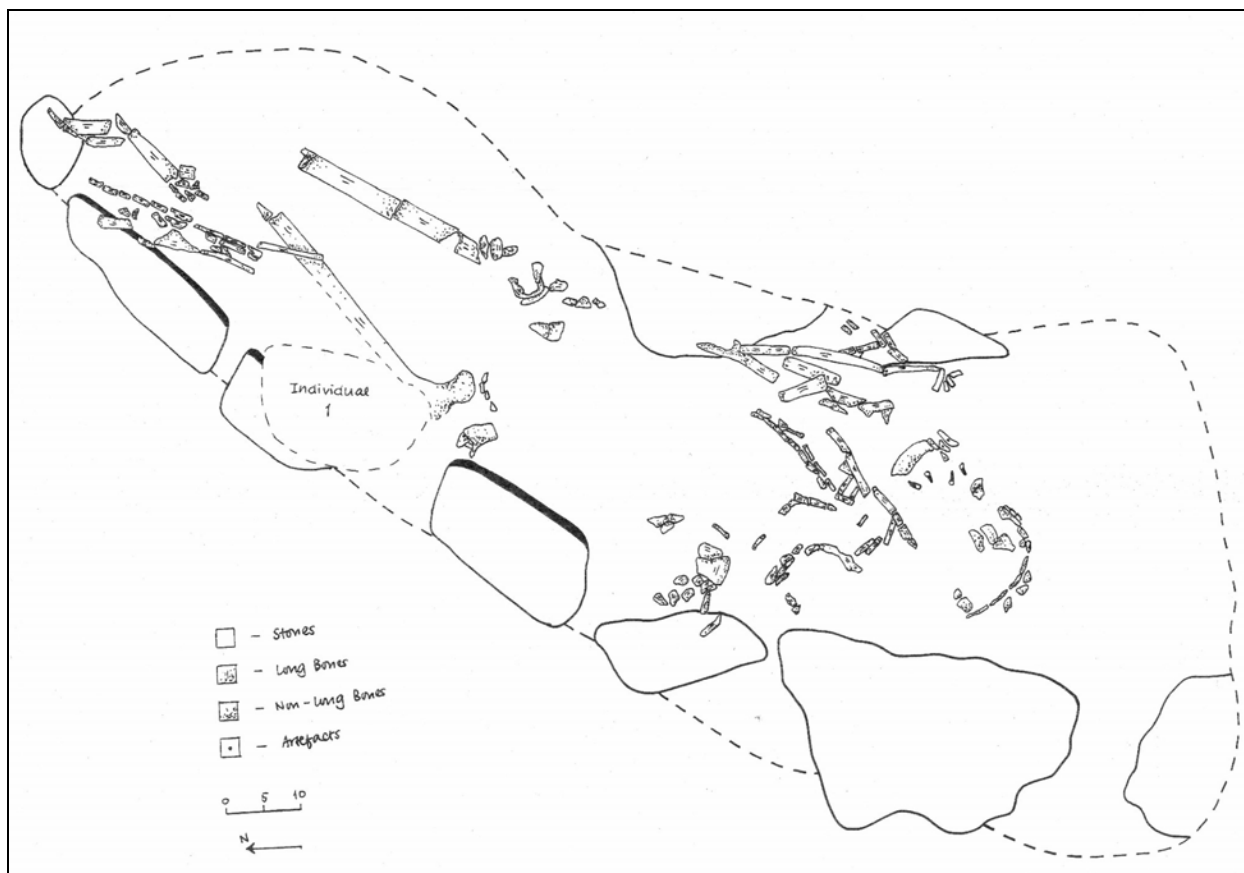 Individual
1
□ - Stones
□ - Long Bones
□ - Non-Long Bones
□ - Artefacts
0 5 10
N